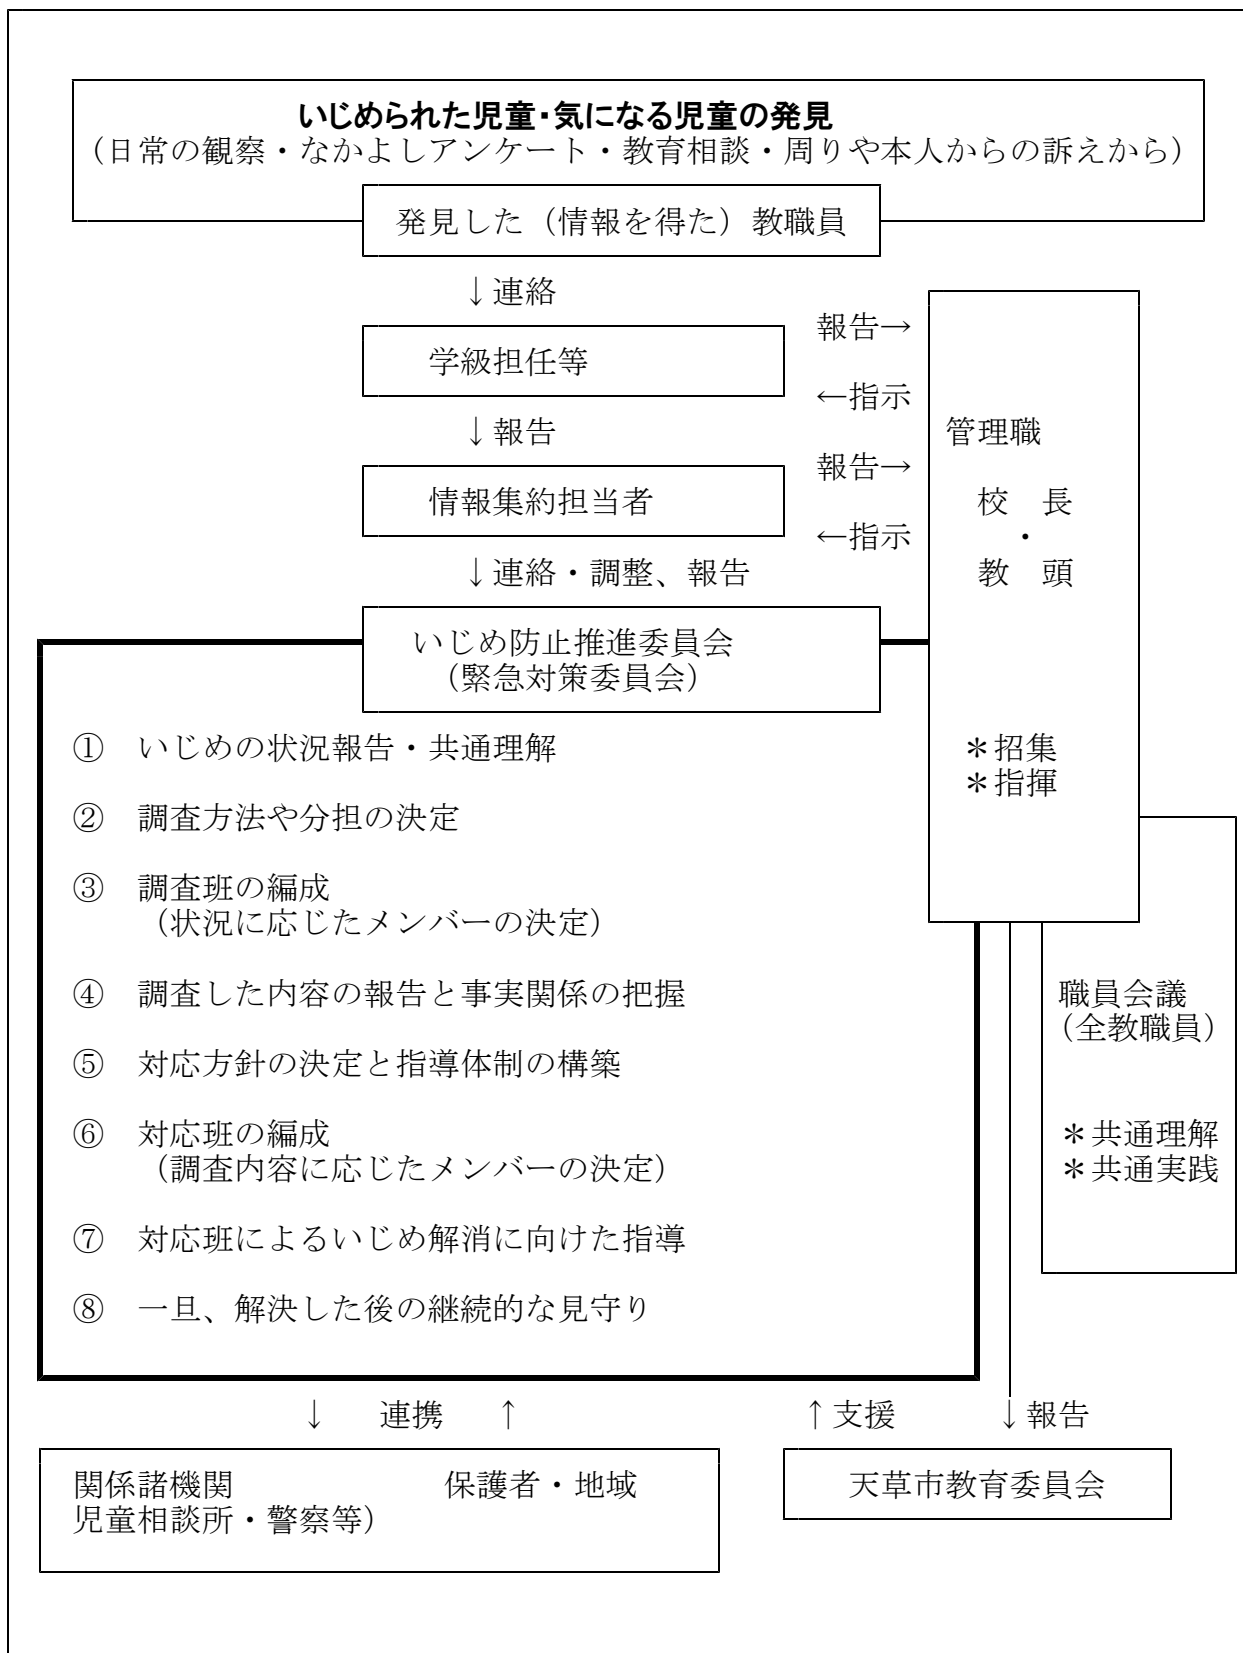 いじめられた児童・気になる児童の発見
（日常の観察・なかよしアンケート・教育相談・周りや本人からの訴えから）
発見した（情報を得た）教職員
↓連絡
学級担任等
報告→
←指示
↓報告
情報集約担当者
報告→
←指示
↓連絡・調整、報告
管理職
校　長
・
教　頭
＊招集
＊指揮
いじめ防止推進委員会
（緊急対策委員会）
①　いじめの状況報告・共通理解
②　調査方法や分担の決定
③　調査班の編成
（状況に応じたメンバーの決定）
④　調査した内容の報告と事実関係の把握
⑤　対応方針の決定と指導体制の構築
⑥　対応班の編成
（調査内容に応じたメンバーの決定）
⑦　対応班によるいじめ解消に向けた指導
⑧　一旦、解決した後の継続的な見守り
職員会議
（全教職員）
＊共通理解
＊共通実践
↓　連携　↑
↑支援
↓報告
関係諸機関　保護者・地域
児童相談所・警察等）
天草市教育委員会